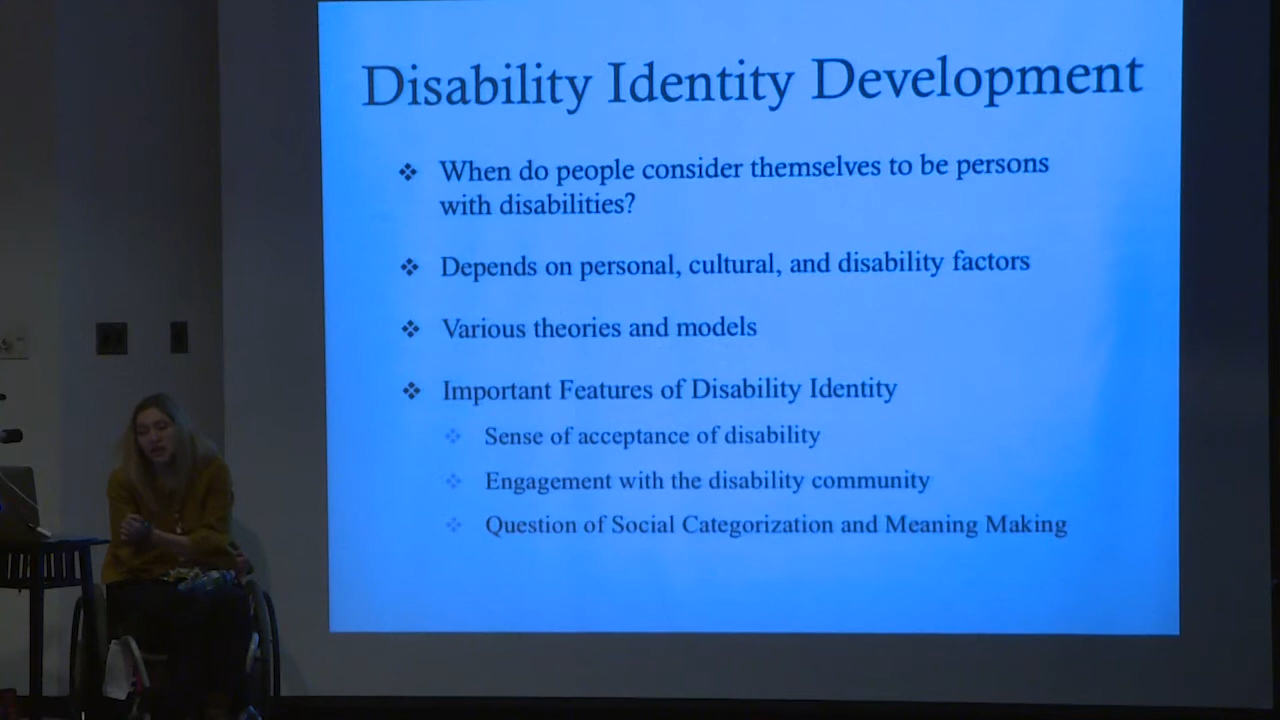 Disability Identity Development
When do people consider themselves to be persons
with disabilities?
Depends on personal, cultural, and disability factors
Various theories and models
Important Features of Disability Identity
Sense of acceptance of disability
Engagement with the disability community
Question of Social Categorization and Meaning Making